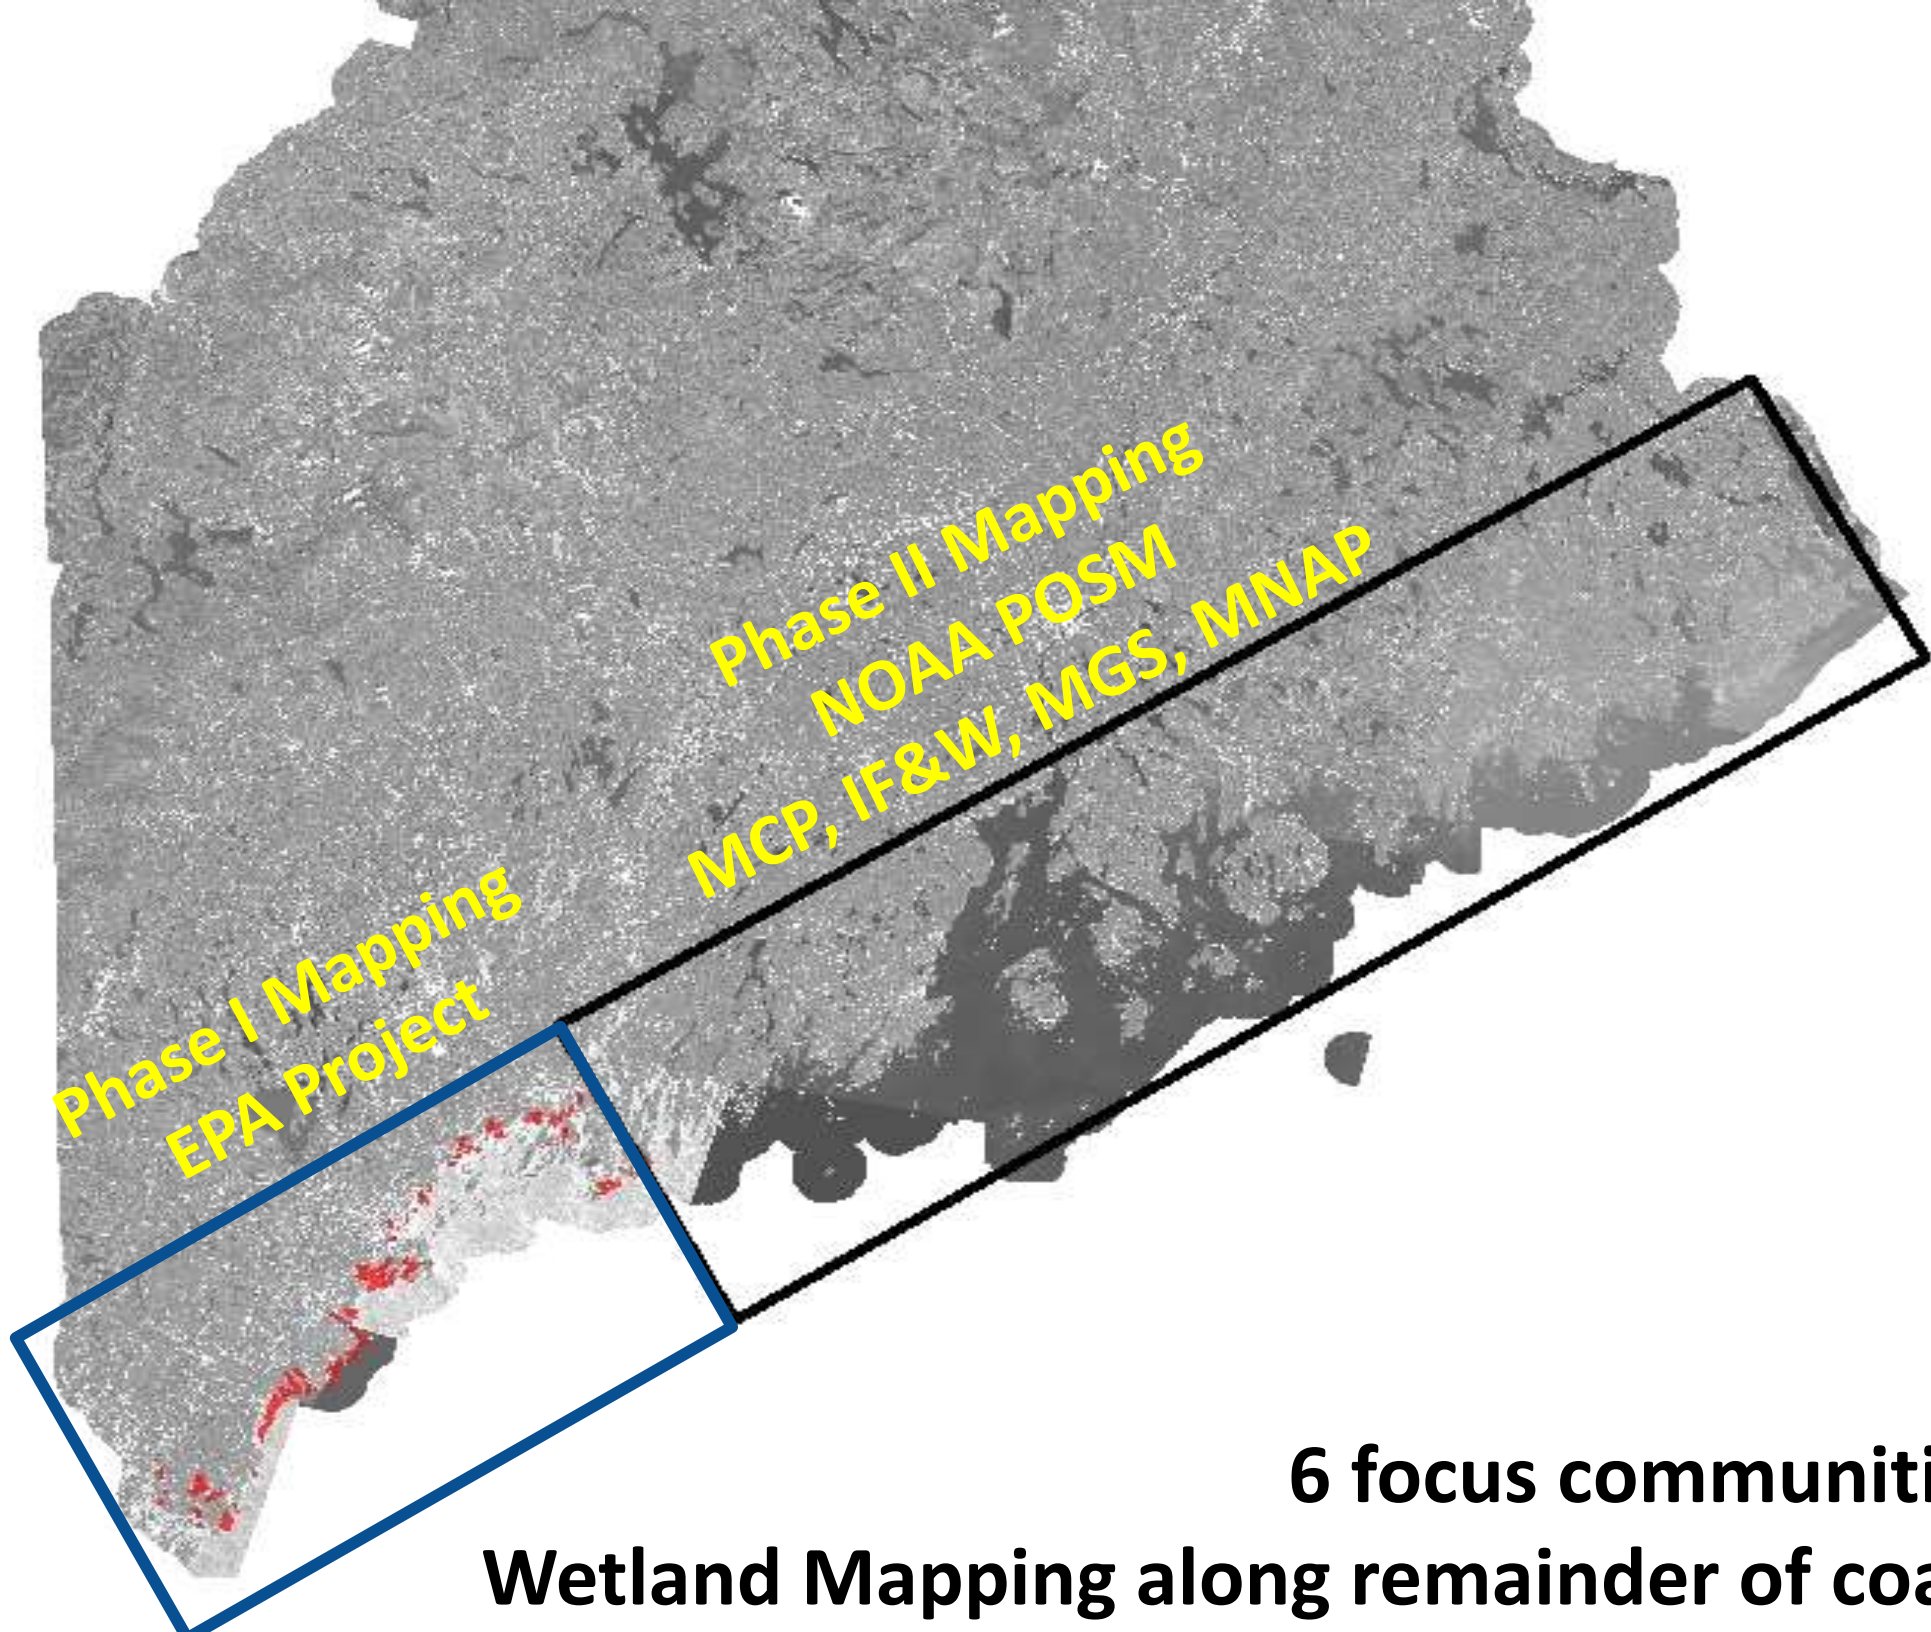 Phase II Mapping
NOAA POSM
MCP, IF&W, MGS, MNAP
Phase I Mapping
EPA Project
6 focus communiti
Wetland Mapping along remainder of coa